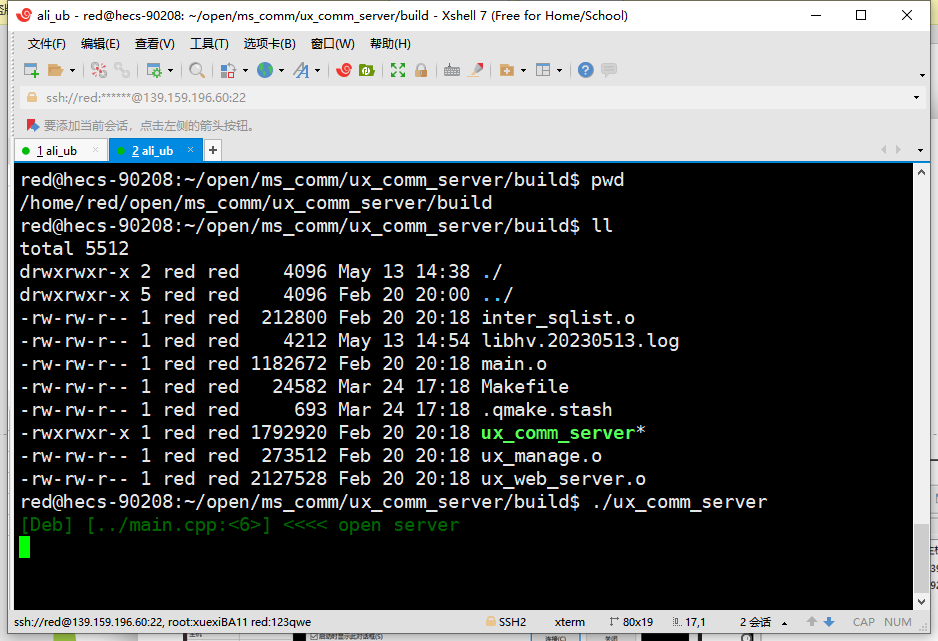 ali_ub - red@hecs-90208: ~/open/ms_comm/ux_comm_server/build - Xshell 7 (Free for Home/School)
文件(F) 编辑(E) 查看(V) 工具(T) 选项卡(B) 窗口(W) 帮助(H)
ssh://red:******@139.159.196.60:22
要添加当前会话，点击左侧的箭头按钮。
1 ali_ub × 2 ali_ub × +
red@hecs-90208:~/open/ms_comm/ux_comm_server/build$ pwd
/home/red/open/ms_comm/ux_comm_server/build
red@hecs-90208:~/open/ms_comm/ux_comm_server/build$ ll
total 5512
drwxrwxr-x 2 red red    4096 May 13 14:38 ./
drwxrwxr-x 5 red red    4096 Feb 20 20:00 ../
-rw-rw-r-- 1 red red  212800 Feb 20 20:18 inter_sqlist.o
-rw-rw-r-- 1 red red    4212 May 13 14:54 libhv.20230513.log
-rw-rw-r-- 1 red red 1182672 Feb 20 20:18 main.o
-rw-rw-r-- 1 red red   24582 Mar 24 17:18 Makefile
-rw-rw-r-- 1 red red     693 Mar 24 17:18 .qmake.stash
-rwxrwxr-x 1 red red 1792920 Feb 20 20:18 ux_comm_server*
-rw-rw-r-- 1 red red  273512 Feb 20 20:18 ux_manage.o
-rw-rw-r-- 1 red red 2127528 Feb 20 20:18 ux_web_server.o
red@hecs-90208:~/open/ms_comm/ux_comm_server/build$ ./ux_comm_server
[Deb] [../main.cpp:<6>] <<<< open server
ssh://red@139.159.196.60:22, root:xuexiBA11 red:123qwe SSH2 xterm 80x19 17,1 2 会话 CAP NUM